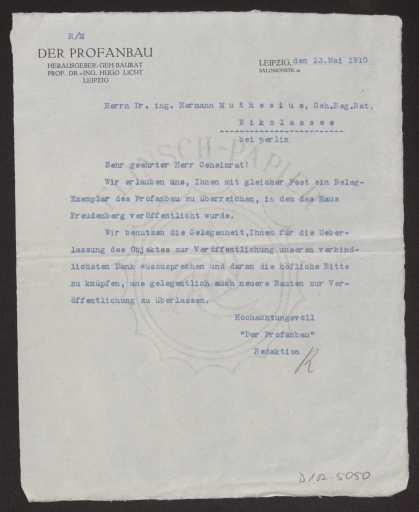 R/M
DER PROFANBAU
HERAUSGEBER: GEH. BAURAT
PROF. DR.-ING. HUGO LICHT
LEIPZIG
LEIPZIG, den 13. Mai 1910
SALOMONSTR.
Herrn Dr. ing. Hermann Muthesius, Geh. Reg. Rat,
Nikolassee
bei Berlin
Sehr geehrter Herr Geheimrat!
Wir erlauben uns, Ihnen mit gleicher Post ein Beleg-
Exemplar des Profanbau zu überreichen, in dem das Haus
Freudenberg veröffentlicht wurde.
Wir benutzen die Gelegenheit, Ihnen für die Ueber-
lassung des Objektes zur Veröffentlichung unseren verbind-
lichsten Dank auszusprechen und daran die höfliche Bitte
zu knüpfen, uns gelegentlich auch neuere Bauten zur Ver-
öffentlichung zu überlassen.
Hochachtungsvoll
"Der Profanbau"
Redaktion
D 102-5050